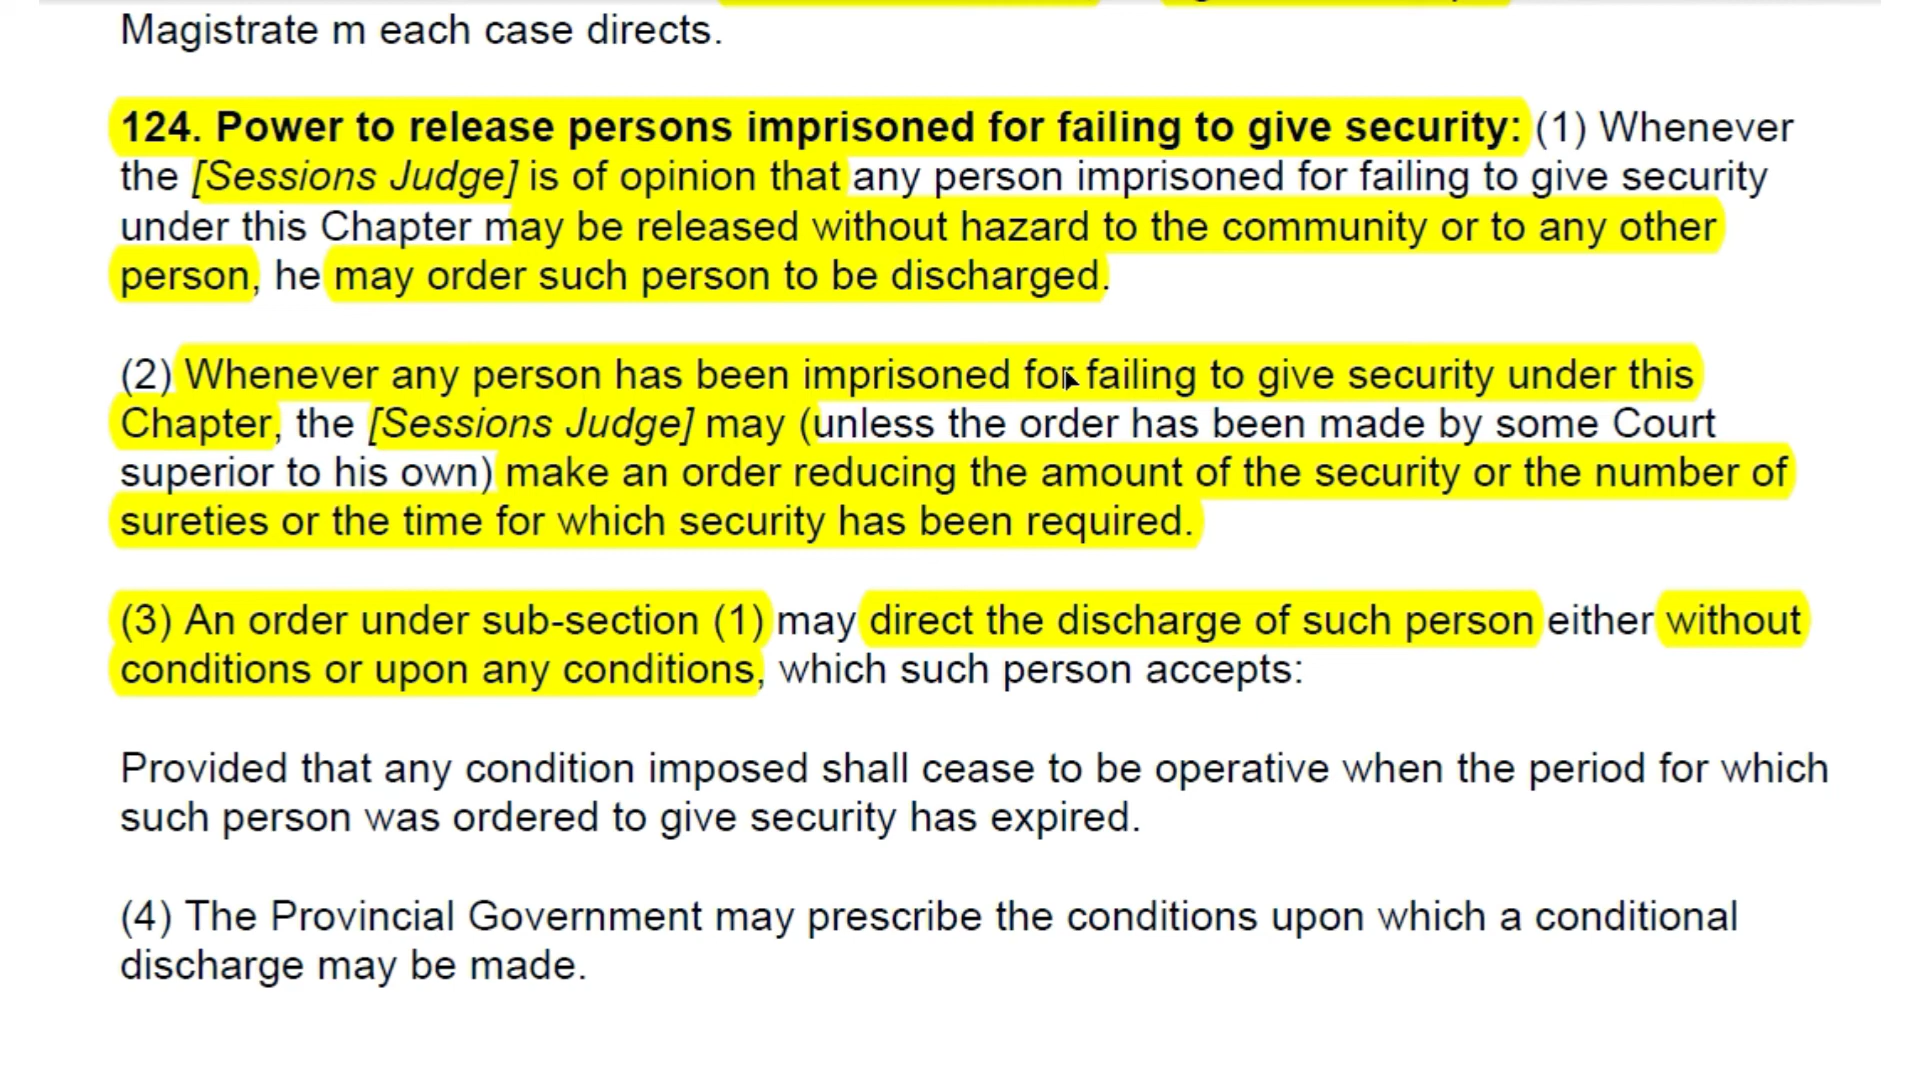 Magistrate m each case directs.
124. Power to release persons imprisoned for failing to give security: (1) Whenever
the [Sessions Judge] is of opinion that any person imprisoned for failing to give security
under this Chapter may be released without hazard to the community or to any other
person, he may order such person to be discharged.
(2) Whenever any person has been imprisoned for failing to give security under this
Chapter, the [Sessions Judge] may (unless the order has been made by some Court
superior to his own) make an order reducing the amount of the security or the number of
sureties or the time for which security has been required.
(3) An order under sub-section (1) may direct the discharge of such person either without
conditions or upon any conditions, which such person accepts:
Provided that any condition imposed shall cease to be operative when the period for which
such person was ordered to give security has expired.
(4) The Provincial Government may prescribe the conditions upon which a conditional
discharge may be made.